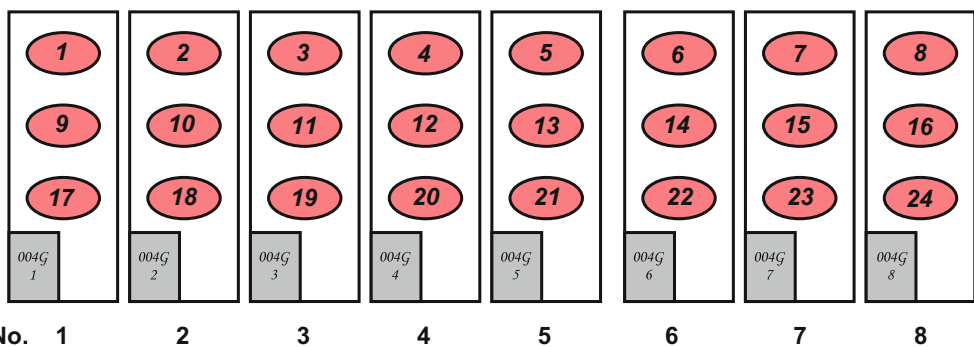 1 2 3 4 5 6 7 8
9 10 11 12 13 14 15 16
17 18 19 20 21 22 23 24
004G 004G 004G 004G 004G 004G 004G 004G
1 2 3 4 5 6 7 8
No. 1 2 3 4 5 6 7 8